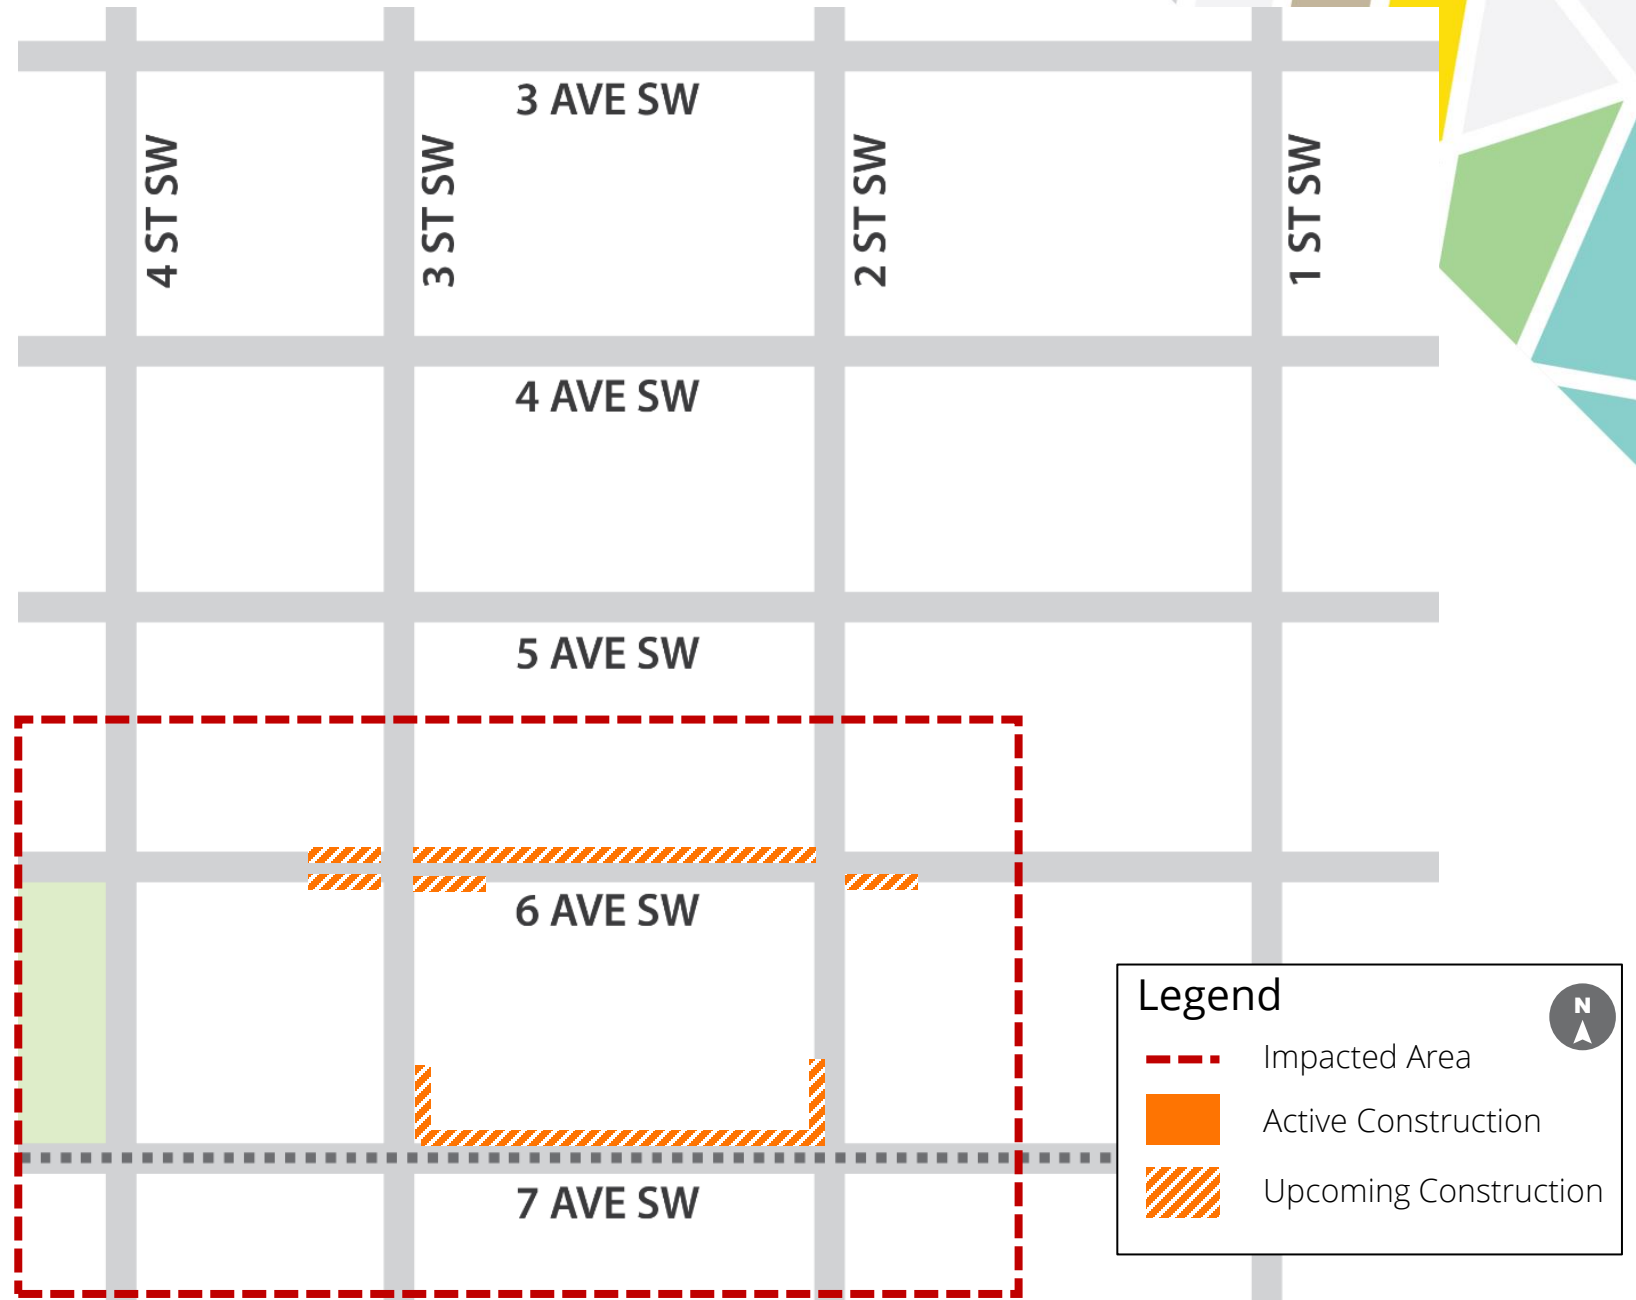 3 AVE SW
4 ST SW
3 ST SW
2 ST SW
1 ST SW
4 AVE SW
5 AVE SW
6 AVE SW
7 AVE SW
Legend
N
Impacted Area
Active Construction
Upcoming Construction